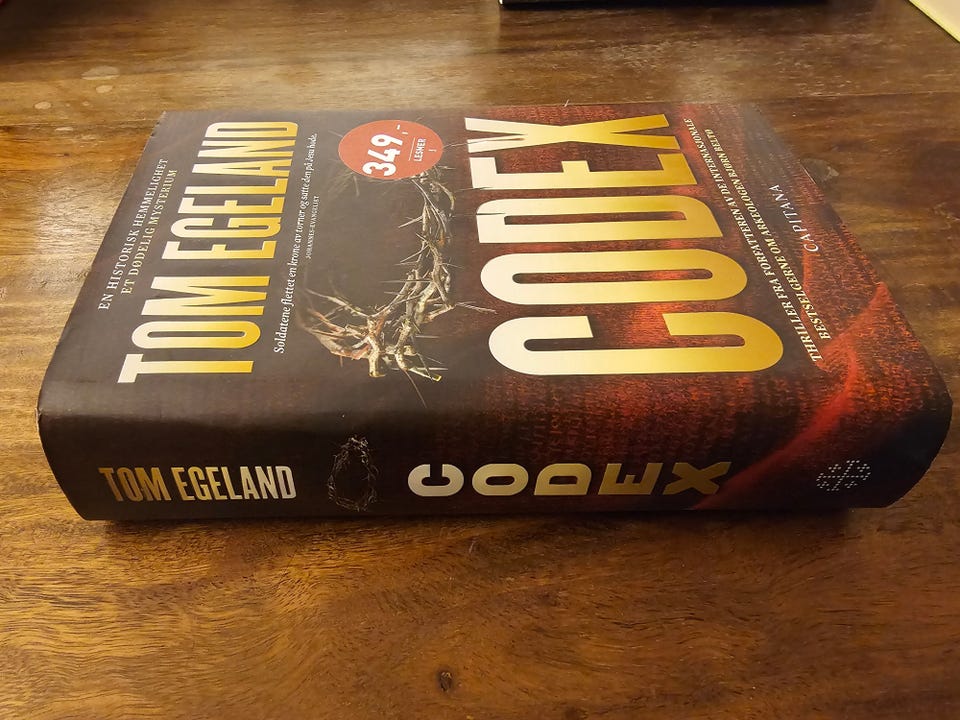 EN HISTORISK HEMMELIGHET
ET DØDELIG MYSTERIUM
TOM EGELAND
Soldatene flettet en krone av torner og satte den på Jesu hode.
JOHANNES-EVANGELIET
349,-
LESMER
!
CODEX
THRILLER FRA FORFATTEREN AV DE INTERNASJONALE
BESTSELGERNE OM ARKEOLOGEN BJØRN BELTØ
CAPITANA
TOM EGELAND
CODEX